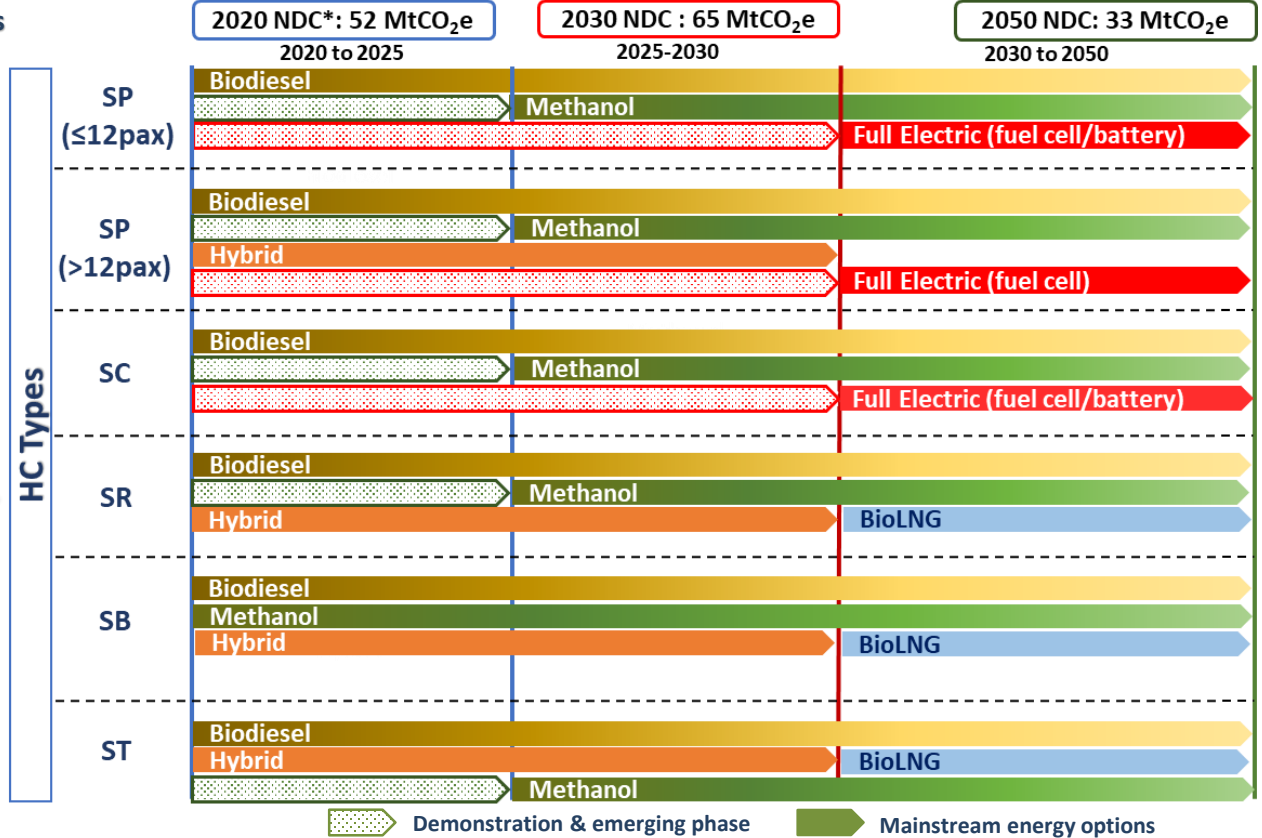 s
2020 NDC*: 52 MtCO₂e
2030 NDC : 65 MtCO₂e
2050 NDC: 33 MtCO₂e
2020 to 2025
2025-2030
2030 to 2050
HC Types
SP
(≤12pax)
Biodiesel
Methanol
Full Electric (fuel cell/battery)
SP
(>12pax)
Biodiesel
Methanol
Hybrid
Full Electric (fuel cell)
SC
Biodiesel
Methanol
Full Electric (fuel cell/battery)
SR
Biodiesel
Methanol
Hybrid
BioLNG
SB
Biodiesel
Methanol
Hybrid
BioLNG
ST
Biodiesel
Hybrid
BioLNG
Methanol
Demonstration & emerging phase
Mainstream energy options